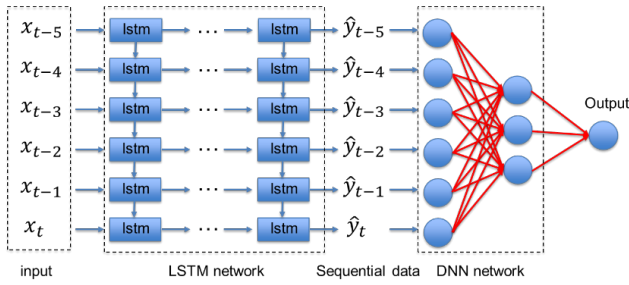 x_{t-5} lstm ... lstm ŷ_{t-5}
x_{t-4} lstm ... lstm ŷ_{t-4}
x_{t-3} lstm ... lstm ŷ_{t-3}
Output
x_{t-2} lstm ... lstm ŷ_{t-2}
x_{t-1} lstm ... lstm ŷ_{t-1}
x_t lstm ... lstm ŷ_t
input LSTM network Sequential data DNN network